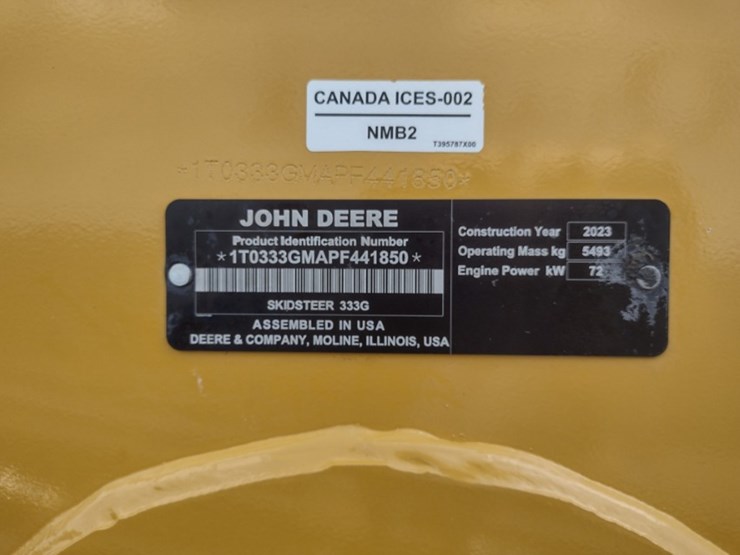 CANADA ICES-002
NMB2
T395787X00
*1T0333GMAPF441850*
JOHN DEERE
Product Identification Number
*1T0333GMAPF441850*
SKIDSTEER 333G
ASSEMBLED IN USA
DEERE & COMPANY, MOLINE, ILLINOIS, USA
Construction Year 2023
Operating Mass kg 5493
Engine Power kW 72